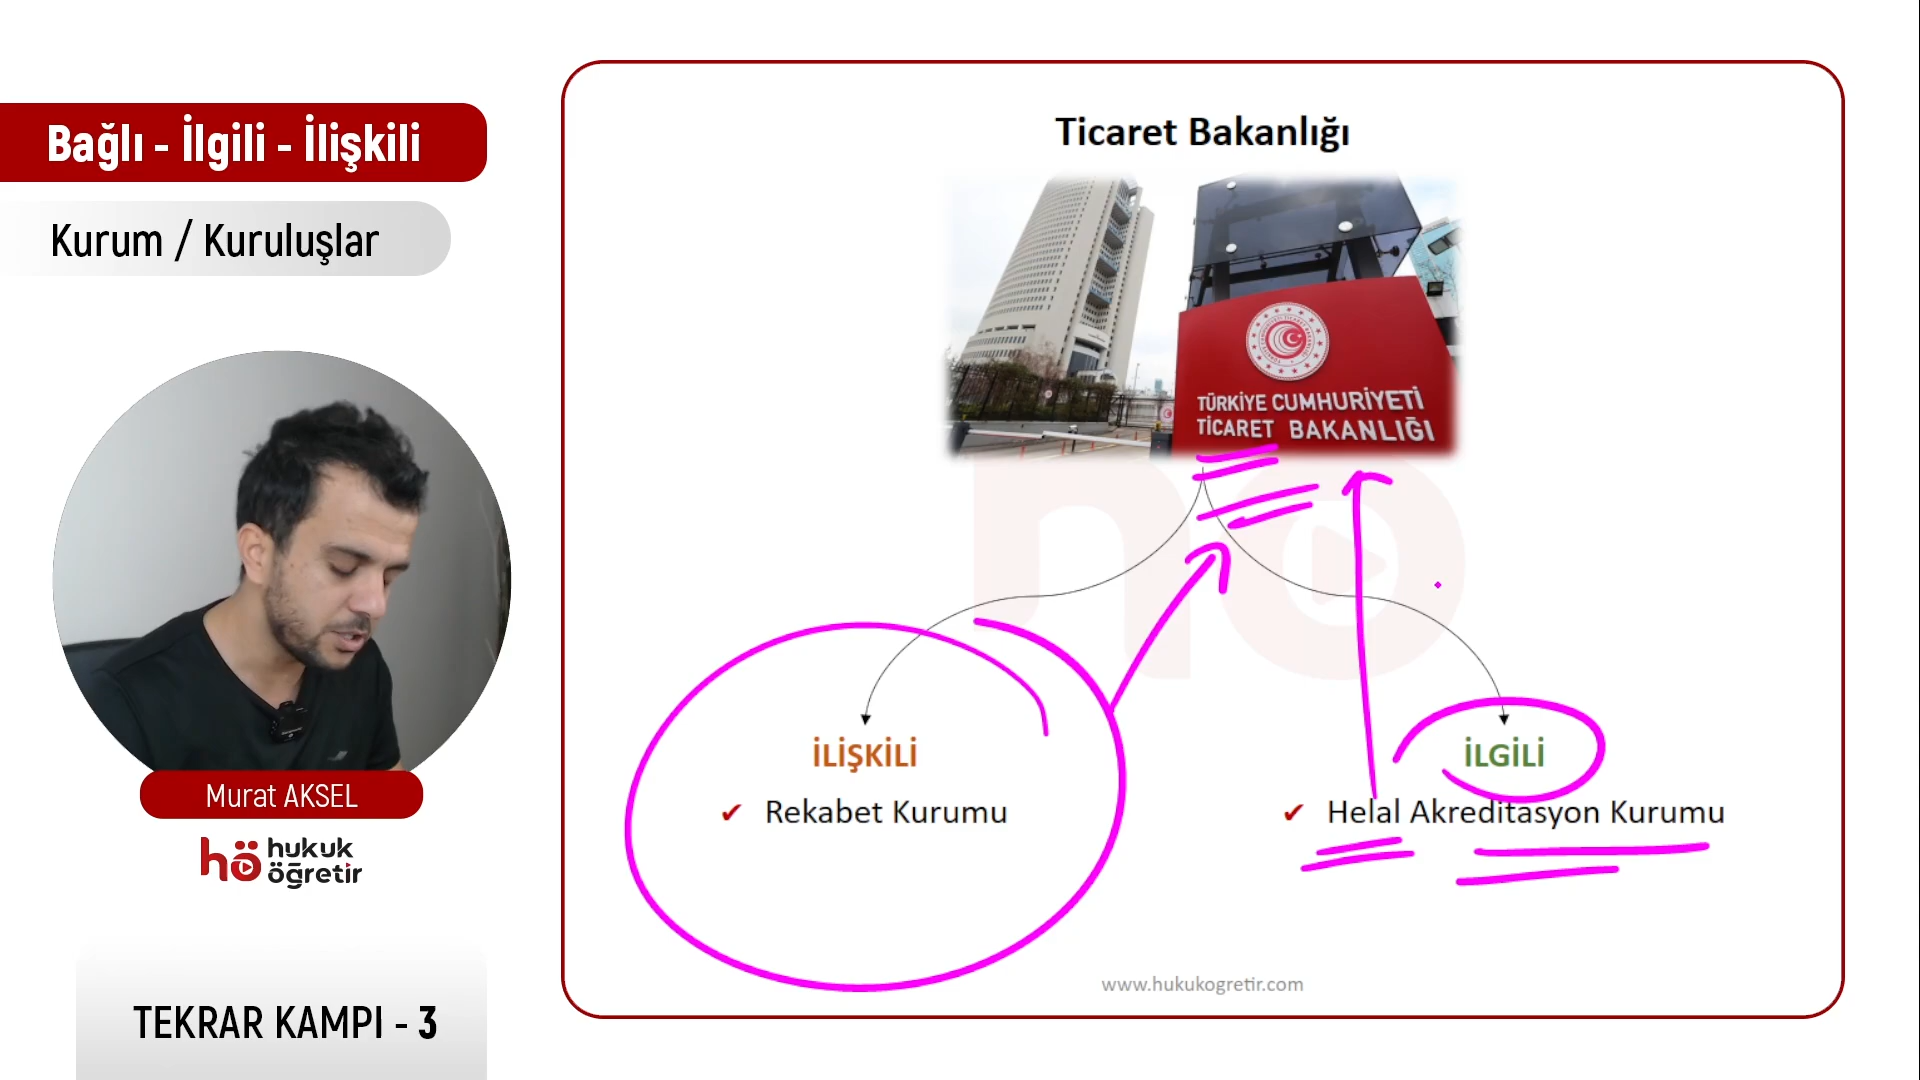 Bağlı - İlgili - İlişkili
Kurum / Kuruluşlar
Murat AKSEL
hö hukuk
öğretir
TEKRAR KAMPI - 3
Ticaret Bakanlığı
TÜRKİYE CUMHURİYETİ
TİCARET BAKANLIĞI
İLİŞKİLİ
✔ Rekabet Kurumu
İLGİLİ
✔ Helal Akreditasyon Kurumu
www.hukukogretir.com